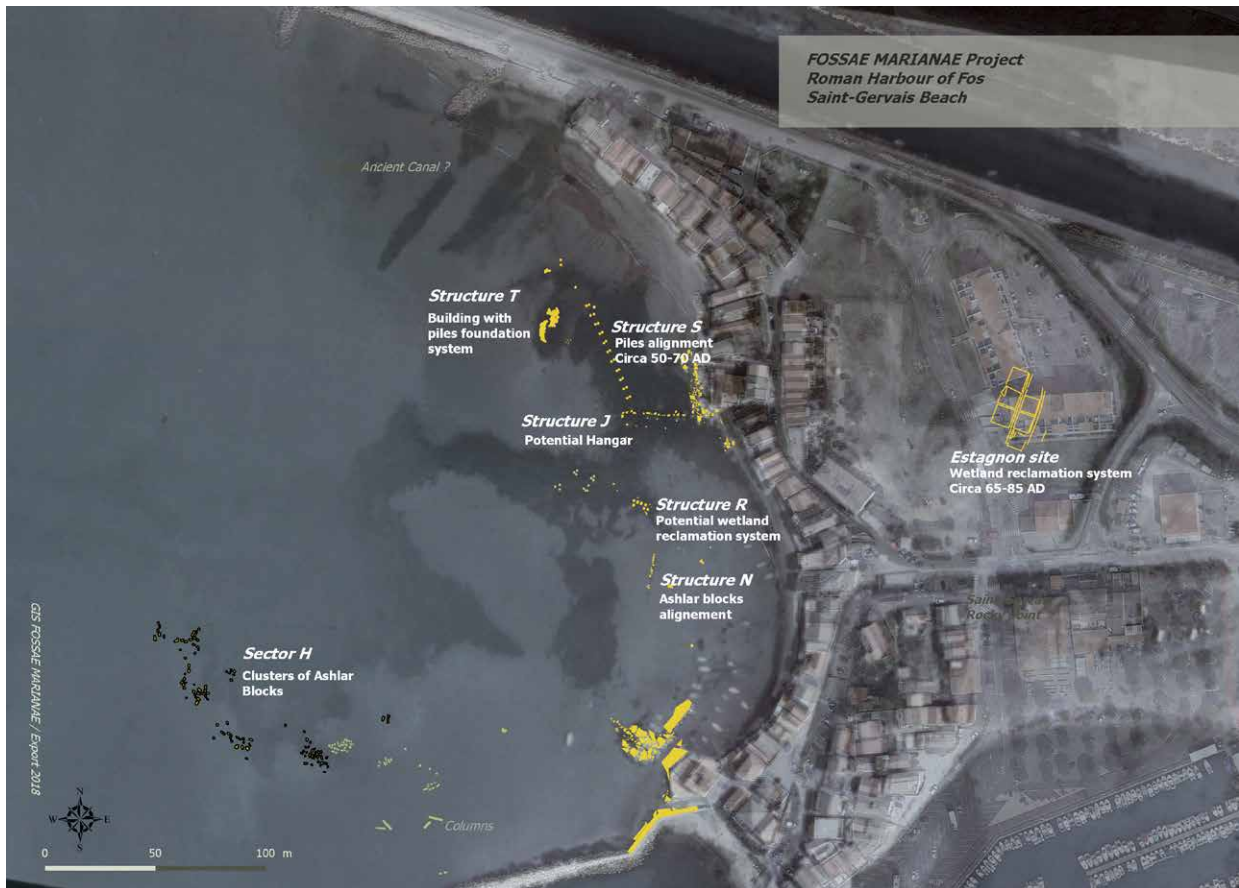 FOSSAE MARIANAE Project
Roman Harbour of Fos
Saint-Gervais Beach
Ancient Canal ?
Structure T
Building with
piles foundation
system
Structure S
Piles alignment
Circa 50-70 AD
Structure J
Potential Hangar
Estagnon site
Wetland reclamation system
Circa 65-85 AD
Structure R
Potential wetland
reclamation system
Structure N
Ashlar blocks
alignement
Rocky Point
Sector H
Clusters of Ashlar
Blocks
GIS FOSSAE MARIANAE / Export 2018
Columns
N
W E
S
0 50 100 m